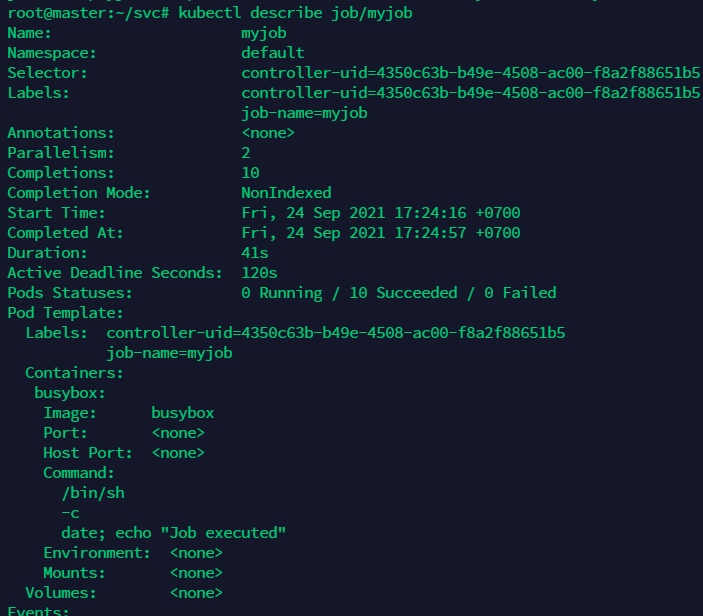 root@master:~/svc# kubectl describe job/myjob
Name:                     myjob
Namespace:                default
Selector:                 controller-uid=4350c63b-b49e-4508-ac00-f8a2f88651b5
Labels:                   controller-uid=4350c63b-b49e-4508-ac00-f8a2f88651b5
                          job-name=myjob
Annotations:              <none>
Parallelism:              2
Completions:              10
Completion Mode:          NonIndexed
Start Time:               Fri, 24 Sep 2021 17:24:16 +0700
Completed At:             Fri, 24 Sep 2021 17:24:57 +0700
Duration:                 41s
Active Deadline Seconds:  120s
Pods Statuses:            0 Running / 10 Succeeded / 0 Failed
Pod Template:
  Labels:  controller-uid=4350c63b-b49e-4508-ac00-f8a2f88651b5
           job-name=myjob
  Containers:
   busybox:
    Image:      busybox
    Port:       <none>
    Host Port:  <none>
    Command:
      /bin/sh
      -c
      date; echo "Job executed"
    Environment:  <none>
    Mounts:       <none>
  Volumes:        <none>
Events: